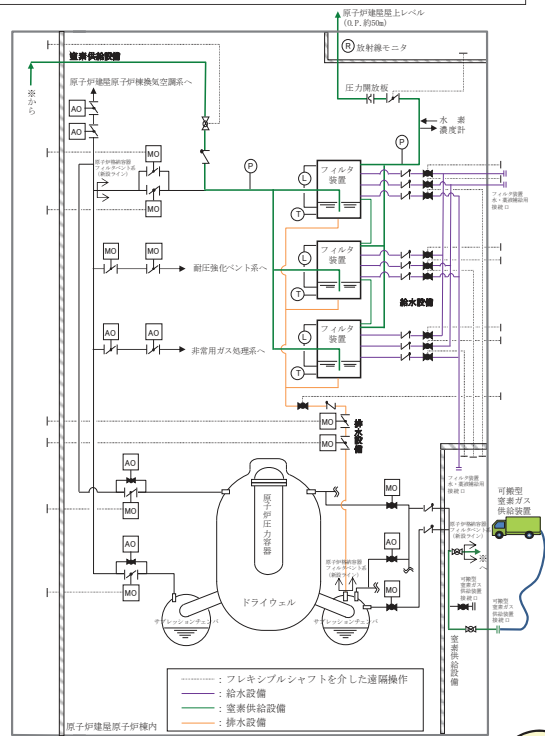 原子炉建屋屋上レベル
(O.P. 約50m)
R 放射線モニタ
窒素供給設備
※から
原子炉建屋原子炉棟換気空調系へ
圧力開放板
水素
濃度計
AO
AO
MO
原子炉格納容器
フィルタベント系
(新設ライン)
MO
P
P
L
T
フィルタ
装置
フィルタ装置
水・薬液補給用
接続口
MO
MO
耐圧強化ベント系へ
L
T
フィルタ
装置
給水設備
AO
AO
非常用ガス処理系へ
L
T
フィルタ
装置
MO
MO
排水設備
AO
MO
原子炉圧力容器
MO
フィルタ装置
水・薬液補給用
接続口
可搬型
窒素ガス
供給装置
原子炉格納容器
フィルタベント系
(新設ライン)
※へ
AO
AO
MO
ドライウェル
原子炉格納容器
フィルタベント系
(新設ライン)
MO
可搬型
窒素ガス
供給装置
接続口
可搬型
窒素ガス
供給装置
接続口
サプレッションチェンバ
サプレッションチェンバ
窒素供給設備
：フレキシブルシャフトを介した遠隔操作
：給水設備
：窒素供給設備
：排水設備
原子炉建屋原子炉棟内